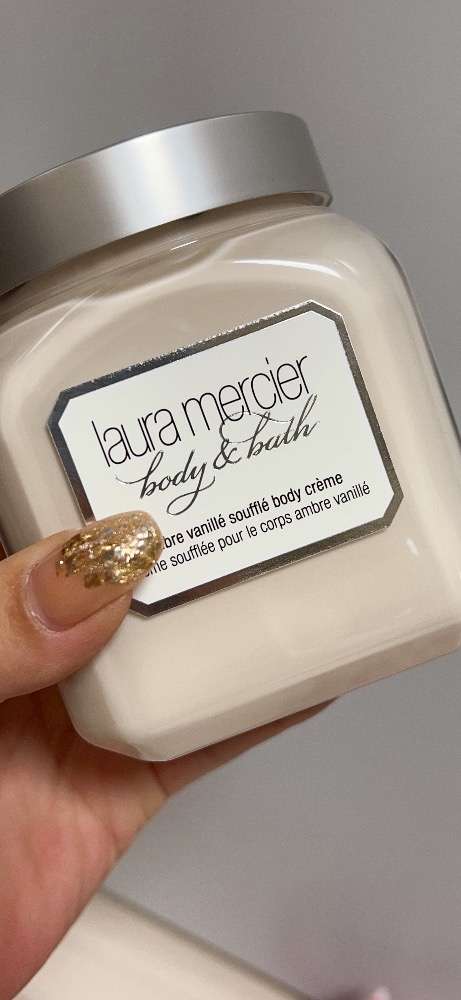 laura mercier
body & bath
vanillé soufflé body crème
soufflée pour le corps ambre vanillé